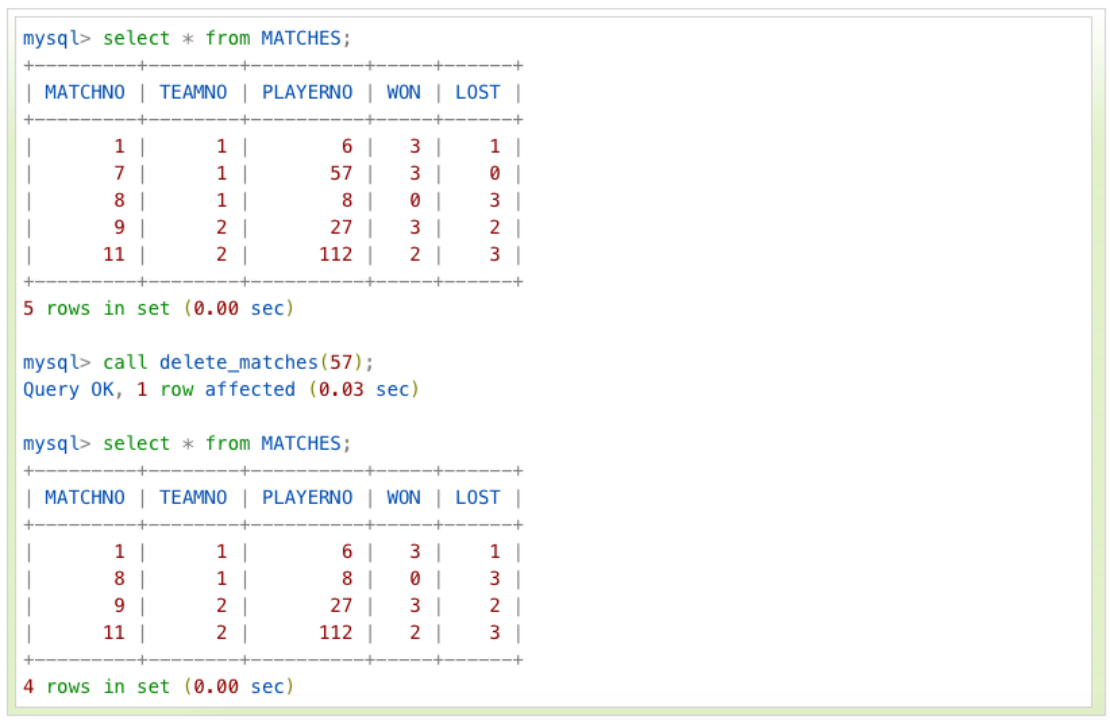 mysql> select * from MATCHES;
+---------+--------+----------+-----+------+
| MATCHNO | TEAMNO | PLAYERNO | WON | LOST |
+---------+--------+----------+-----+------+
|       1 |      1 |        6 |   3 |    1 |
|       7 |      1 |       57 |   3 |    0 |
|       8 |      1 |        8 |   0 |    3 |
|       9 |      2 |       27 |   3 |    2 |
|      11 |      2 |      112 |   2 |    3 |
+---------+--------+----------+-----+------+
5 rows in set (0.00 sec)
mysql> call delete_matches(57);
Query OK, 1 row affected (0.03 sec)
mysql> select * from MATCHES;
+---------+--------+----------+-----+------+
| MATCHNO | TEAMNO | PLAYERNO | WON | LOST |
+---------+--------+----------+-----+------+
|       1 |      1 |        6 |   3 |    1 |
|       8 |      1 |        8 |   0 |    3 |
|       9 |      2 |       27 |   3 |    2 |
|      11 |      2 |      112 |   2 |    3 |
+---------+--------+----------+-----+------+
4 rows in set (0.00 sec)